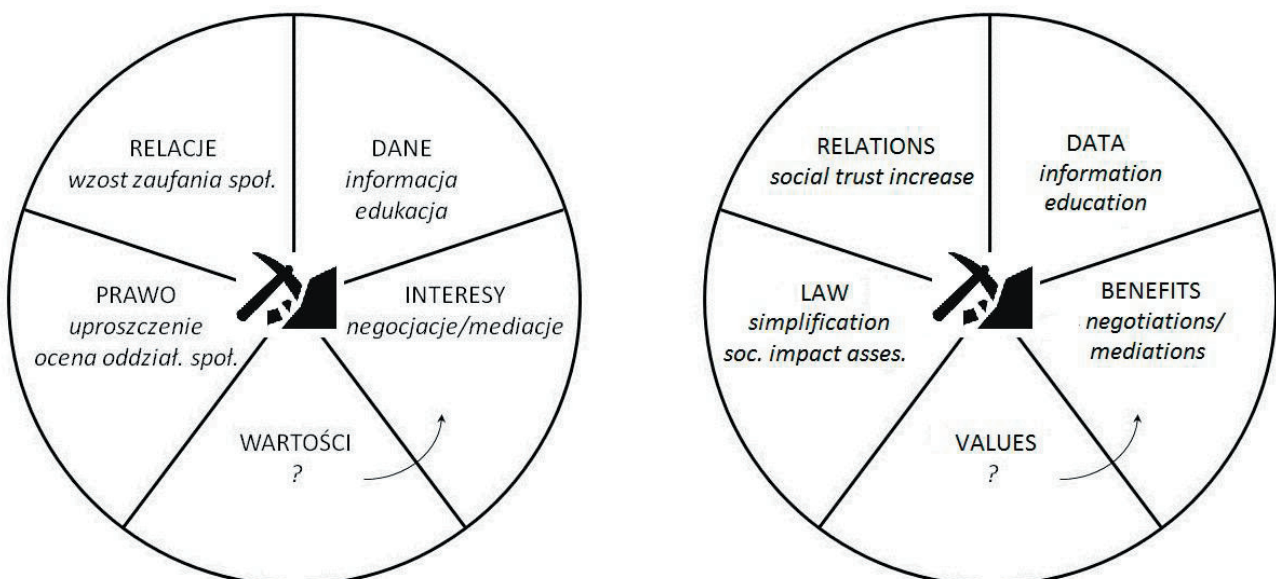 RELACJE
wzost zaufania społ.
DANE
informacja
edukacja
PRAWO
uproszczenie
ocena oddział. społ.
INTERESY
negocjacje/mediacje
WARTOŚCI
?
RELATIONS
social trust increase
DATA
information
education
LAW
simplification
soc. impact asses.
BENEFITS
negotiations/
mediations
VALUES
?